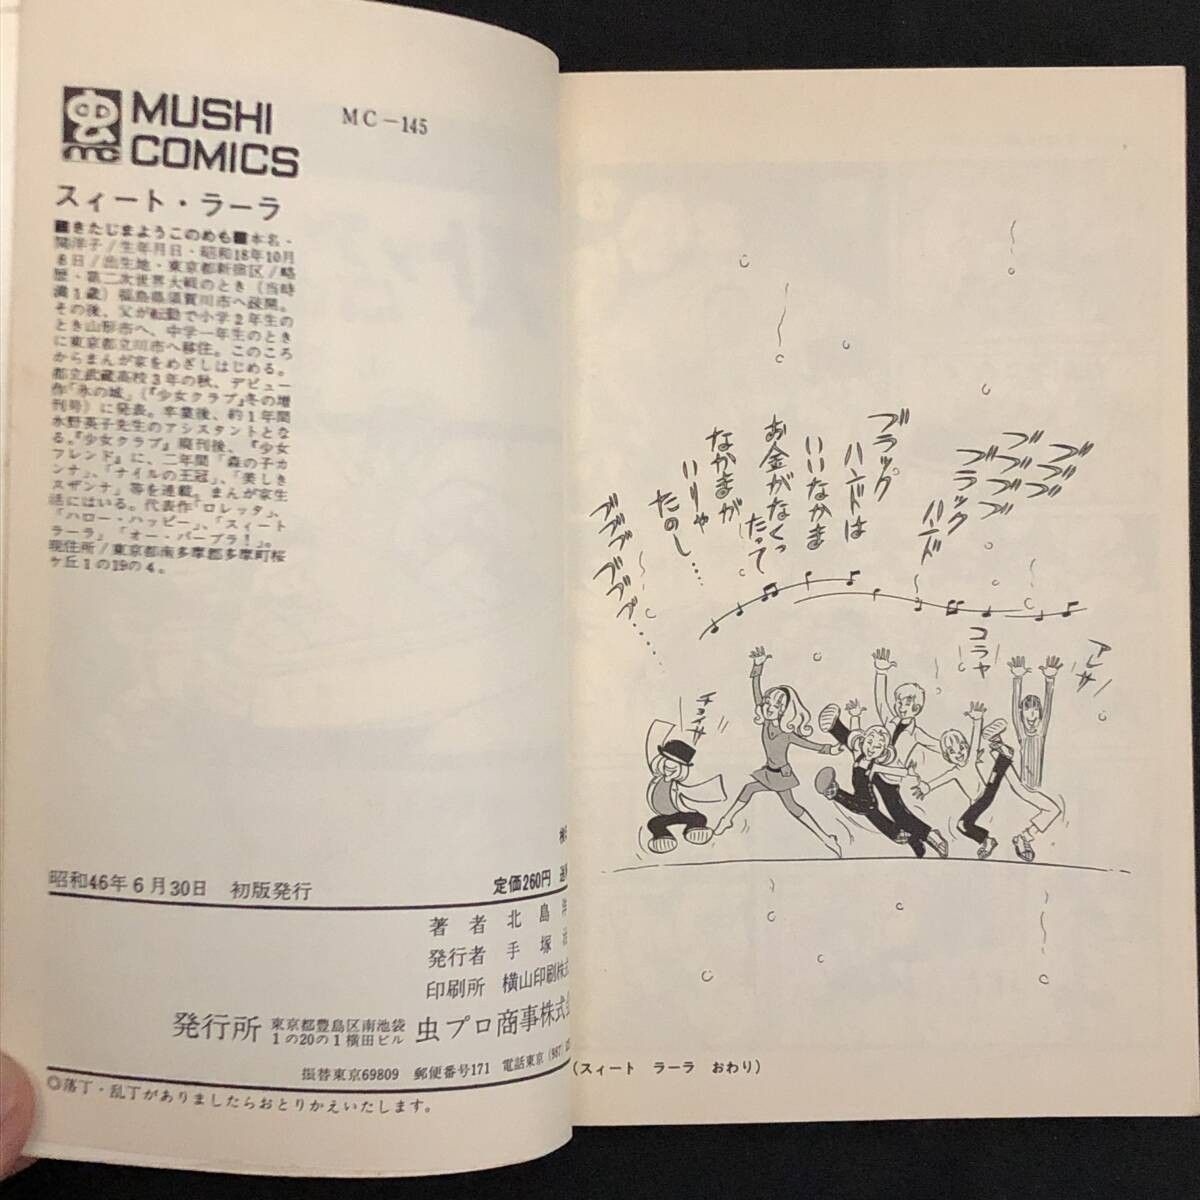 虫
mc
MUSHI
COMICS
MC－145
スィート・ラーラ
■きたじまようこのめも■本名・
関洋子／生年月日・昭和18年10月
8日／出生地・東京都新宿区／略
歴・第二次世界大戦のとき（当時
満1歳）福島県須賀川市へ疎開。
その後、父が転勤で小学2年生の
とき山形市へ、中学一年生のとき
に東京都立川市へ移住。このころ
からまんが家をめざしはじめる。
都立武蔵高校3年の秋、デビュー
作「氷の城」（『少女クラブ』冬の増
刊号）に発表。卒業後、約1年間
水野英子先生のアシスタントとな
る。『少女クラブ』廃刊後、『少女
フレンド』に、二年間「森の子カ
ンナ」、「ナイルの王冠」、「美しき
スザンナ」等を連載。まんが家生
活にはいる。代表作「ロレッタ」、
「ハロー・ハッピー」、「スィート
ラーラ」「オー・バーブラ！」。
現住所／東京都南多摩郡多摩町桜
ケ丘1の19の4。
昭和46年6月30日　初版発行
定価260円
著　者　北　島
発行者　手　塚
印刷所　横山印刷株式
発行所　東京都豊島区南池袋
1の20の1横田ビル
虫プロ商事株式
振替東京69809　郵便番号171　電話東京（987）
◎落丁・乱丁がありましたらおとりかえいたします。
ブブブ
ブブブブ
ブラック
ハンド
ブラック
ハンドは
いいなかま
お金がなくっ
たって
なかまが
いりゃ
たのし…
ブブブブ
ブブブ……
アレサ
コラヤ
チョイサ
（スィート　ラーラ　おわり）